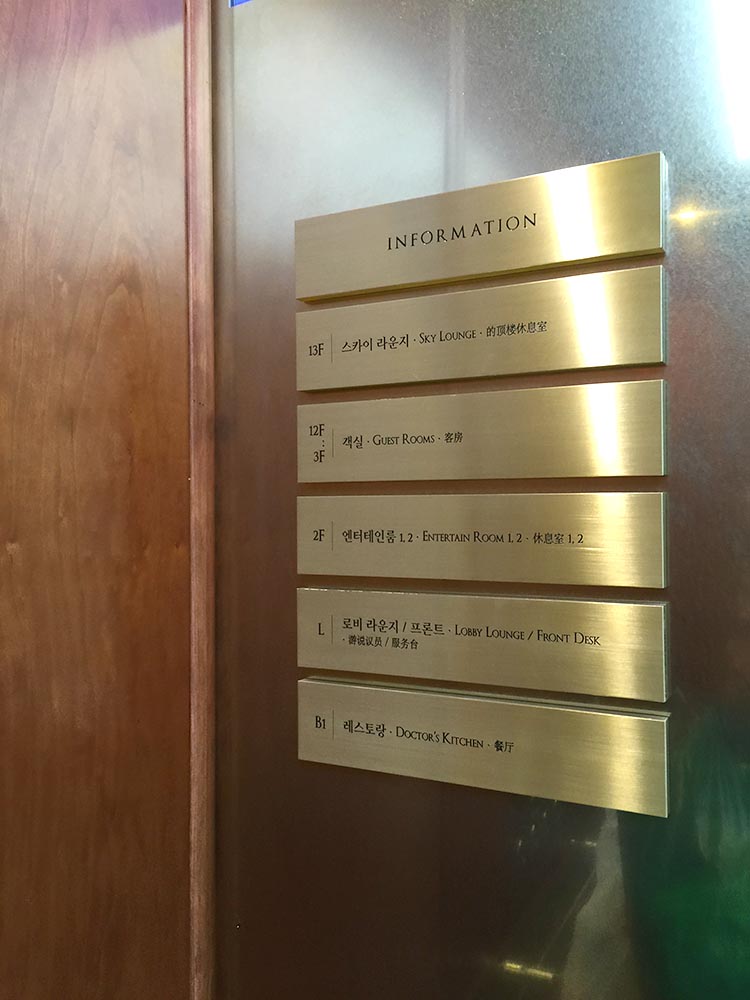 INFORMATION
13F 스카이 라운지 · SKY LOUNGE · 的顶楼休息室
12F
:
3F
객실 · GUEST ROOMS · 客房
2F 엔터테인룸 1, 2 · ENTERTAIN ROOM 1, 2 · 休息室 1, 2
L 로비 라운지 / 프론트 · LOBBY LOUNGE / FRONT DESK
· 游说议员 / 服务台
B1 레스토랑 · DOCTOR'S KITCHEN · 餐厅